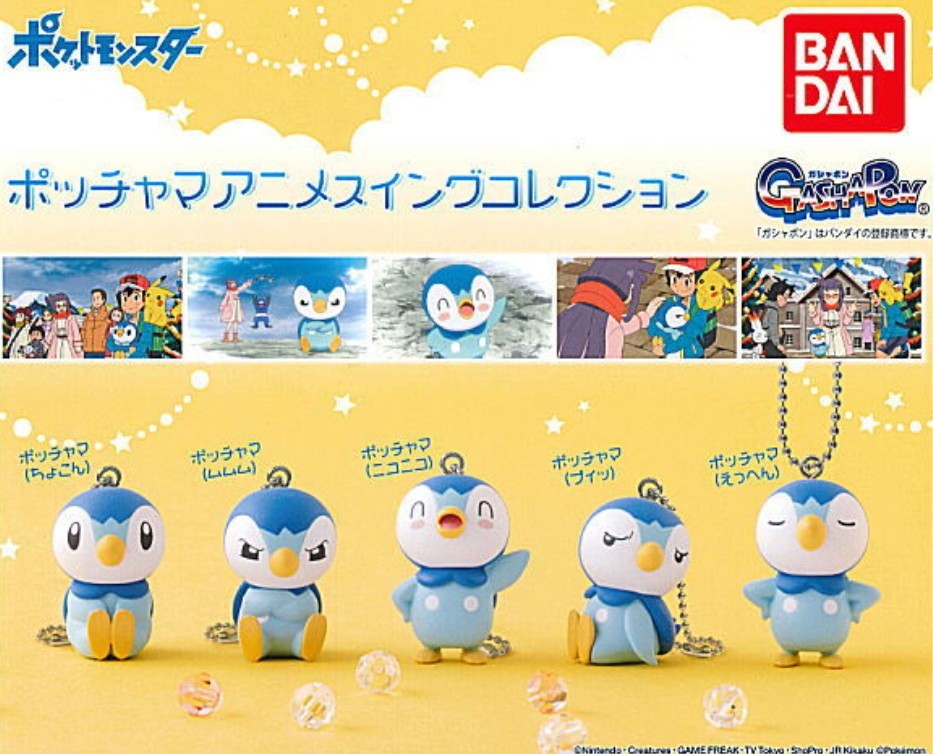 ポケットモンスター
BAN
DAI
ポッチャマアニメスイングコレクション
ガシャポン
GASHAPON®
「ガシャポン」はバンダイの登録商標です。
ポッチャマ
(ちょこん)
ポッチャマ
(ムムム)
ポッチャマ
(ニコニコ)
ポッチャマ
(プイッ)
ポッチャマ
(えっへん)
©Nintendo・Creatures・GAME FREAK・TV Tokyo・ShoPro・JR Kikaku ©Pokémon